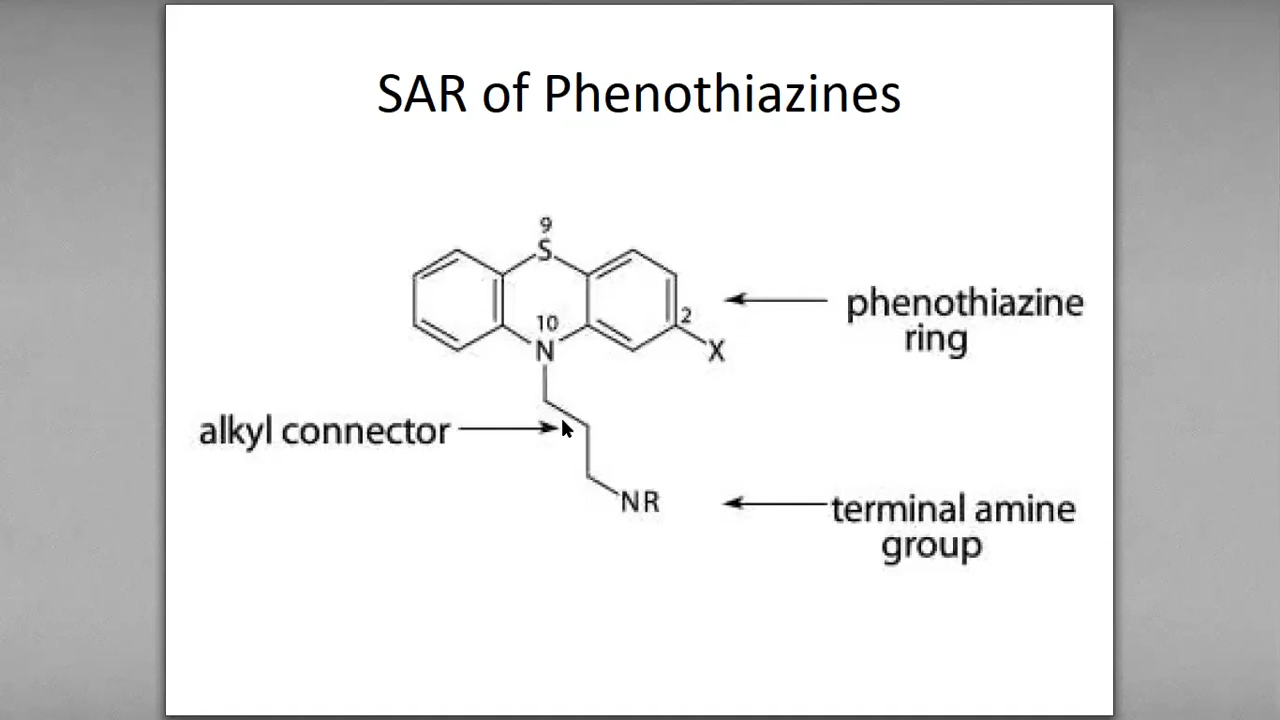 SAR of Phenothiazines
9
S
10
N
2
X
phenothiazine
ring
alkyl connector
NR
terminal amine
group